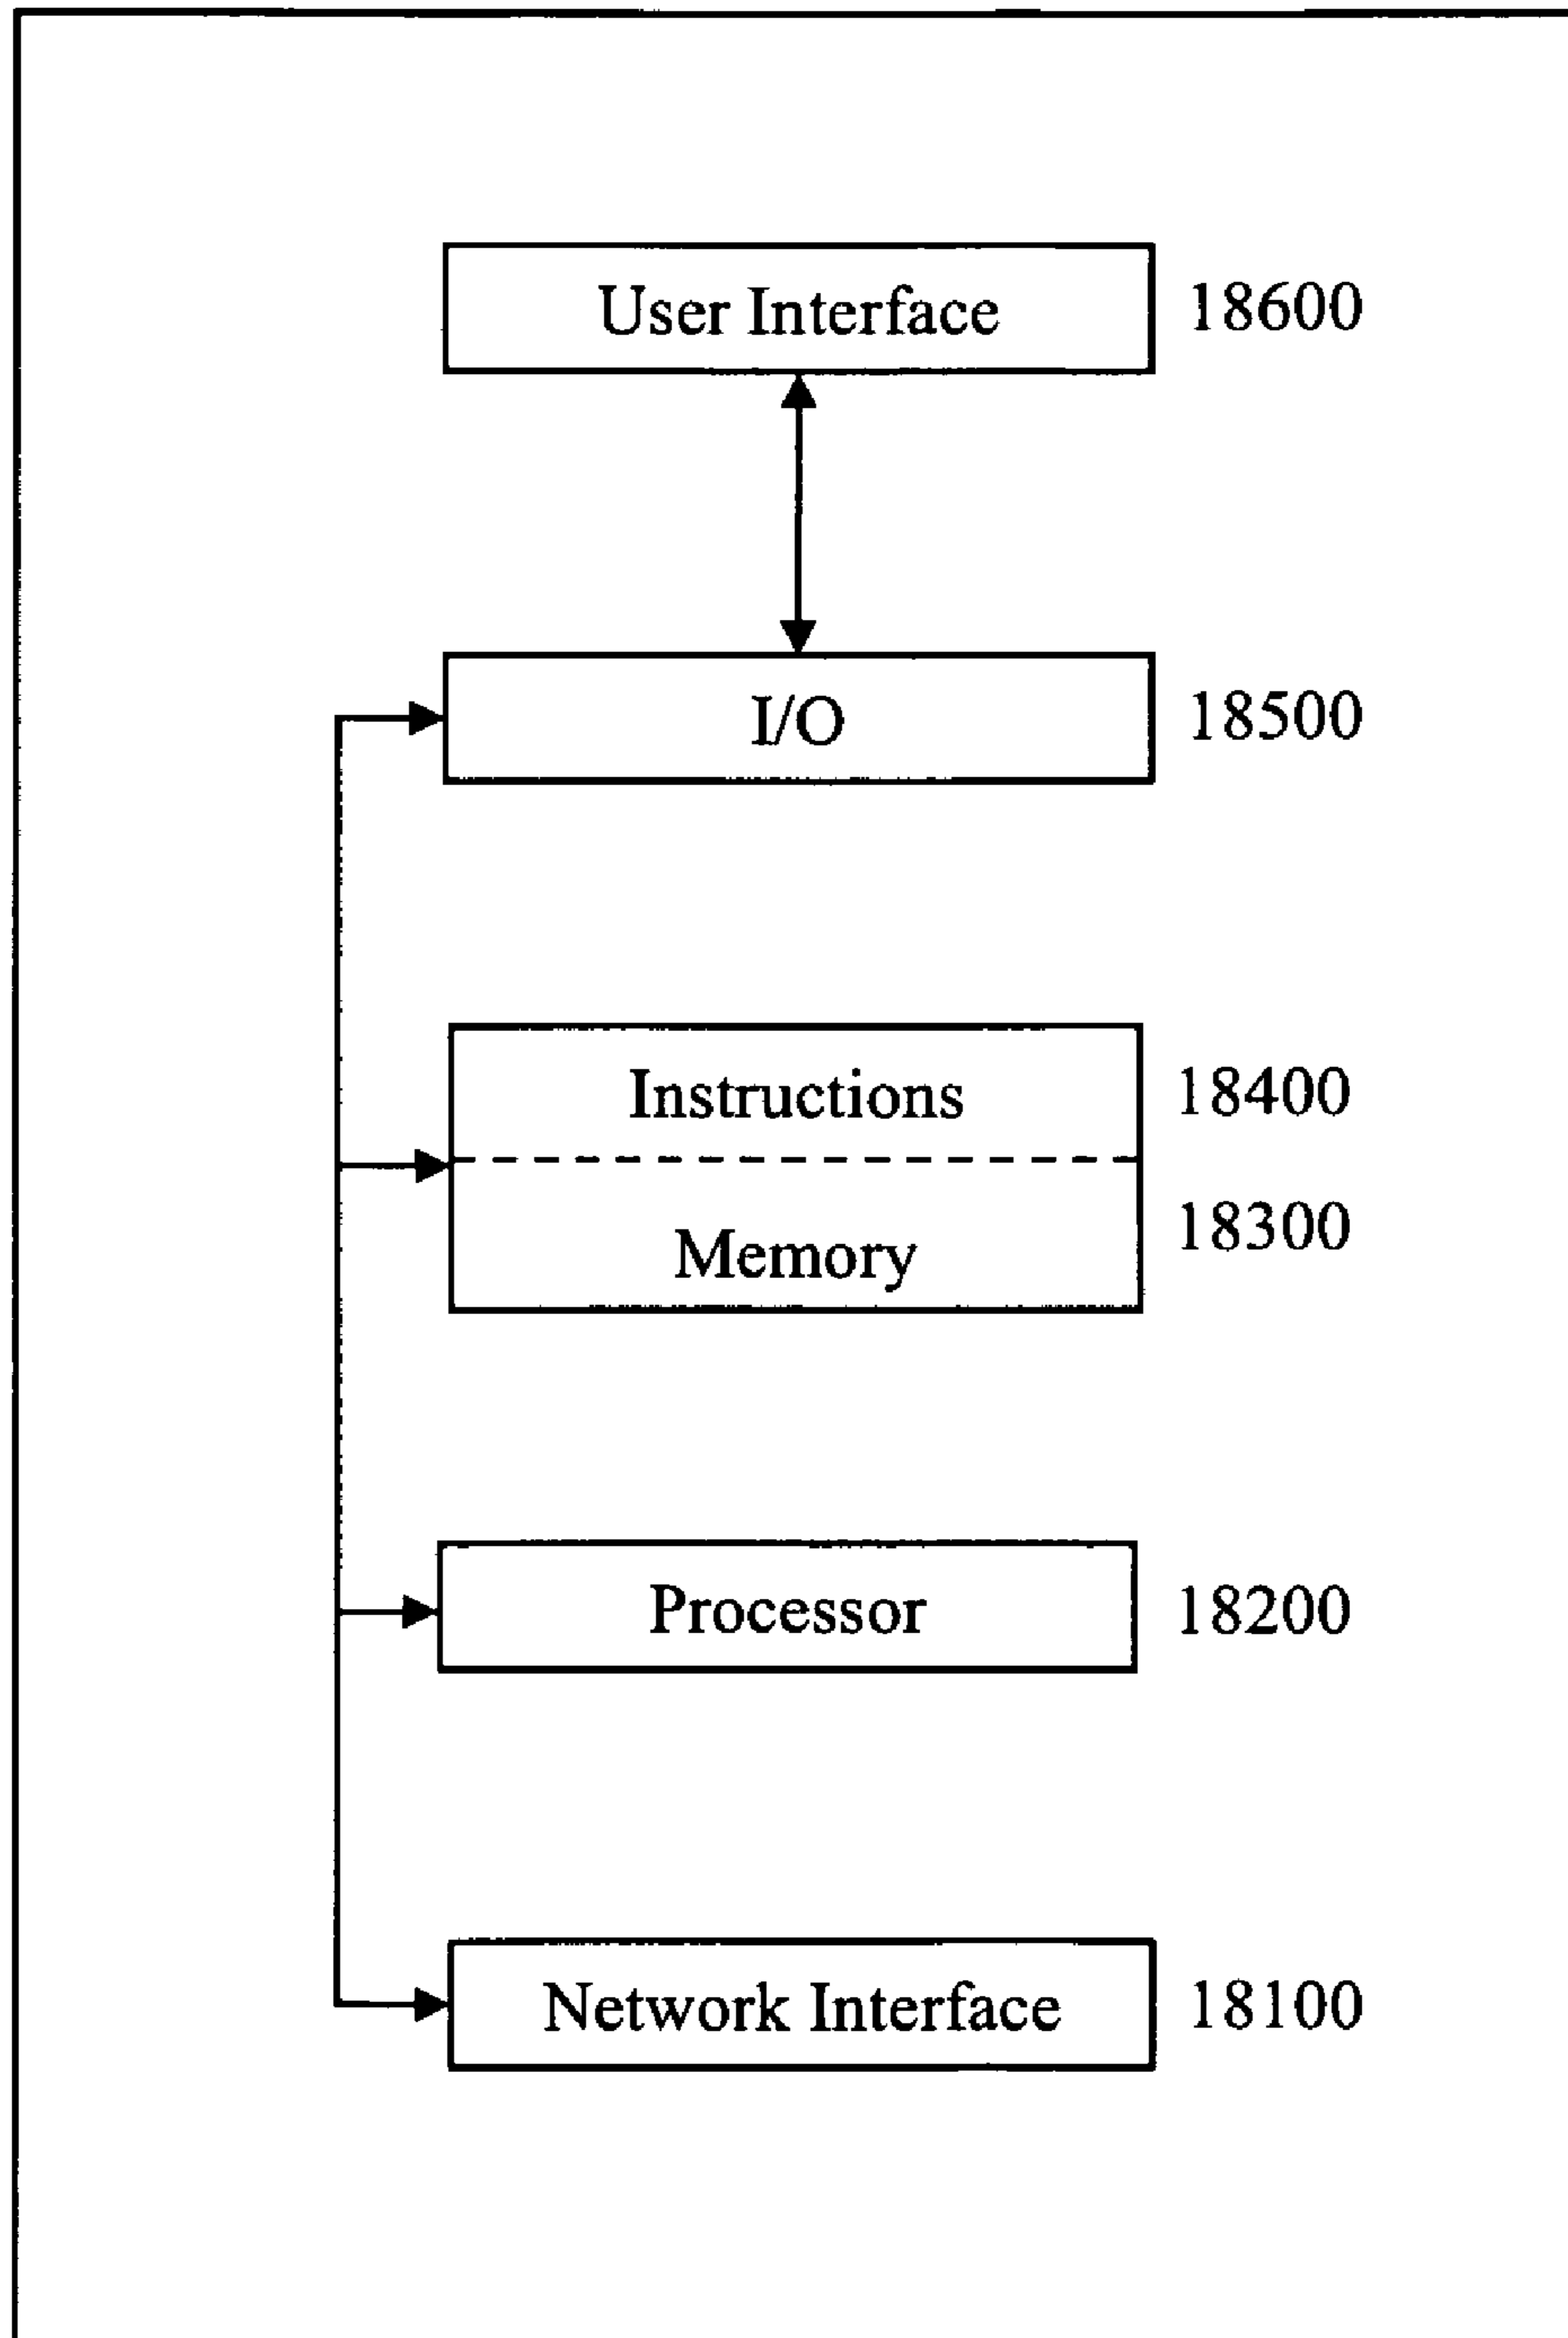 User Interface 18600
I/O 18500
Instructions 18400
Memory 18300
Processor 18200
Network Interface 18100